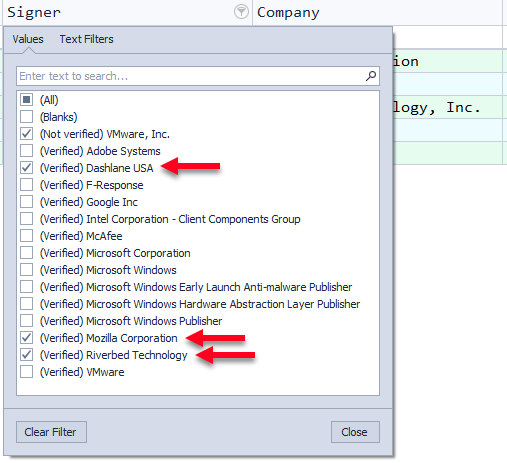 Signer Company
Values Text Filters
Enter text to search...
(All)
(Blanks)
(Not verified) VMware, Inc.
(Verified) Adobe Systems
(Verified) Dashlane USA
(Verified) F-Response
(Verified) Google Inc
(Verified) Intel Corporation - Client Components Group
(Verified) McAfee
(Verified) Microsoft Corporation
(Verified) Microsoft Windows
(Verified) Microsoft Windows Early Launch Anti-malware Publisher
(Verified) Microsoft Windows Hardware Abstraction Layer Publisher
(Verified) Microsoft Windows Publisher
(Verified) Mozilla Corporation
(Verified) Riverbed Technology
(Verified) VMware
Clear Filter Close
ion
logy, Inc.